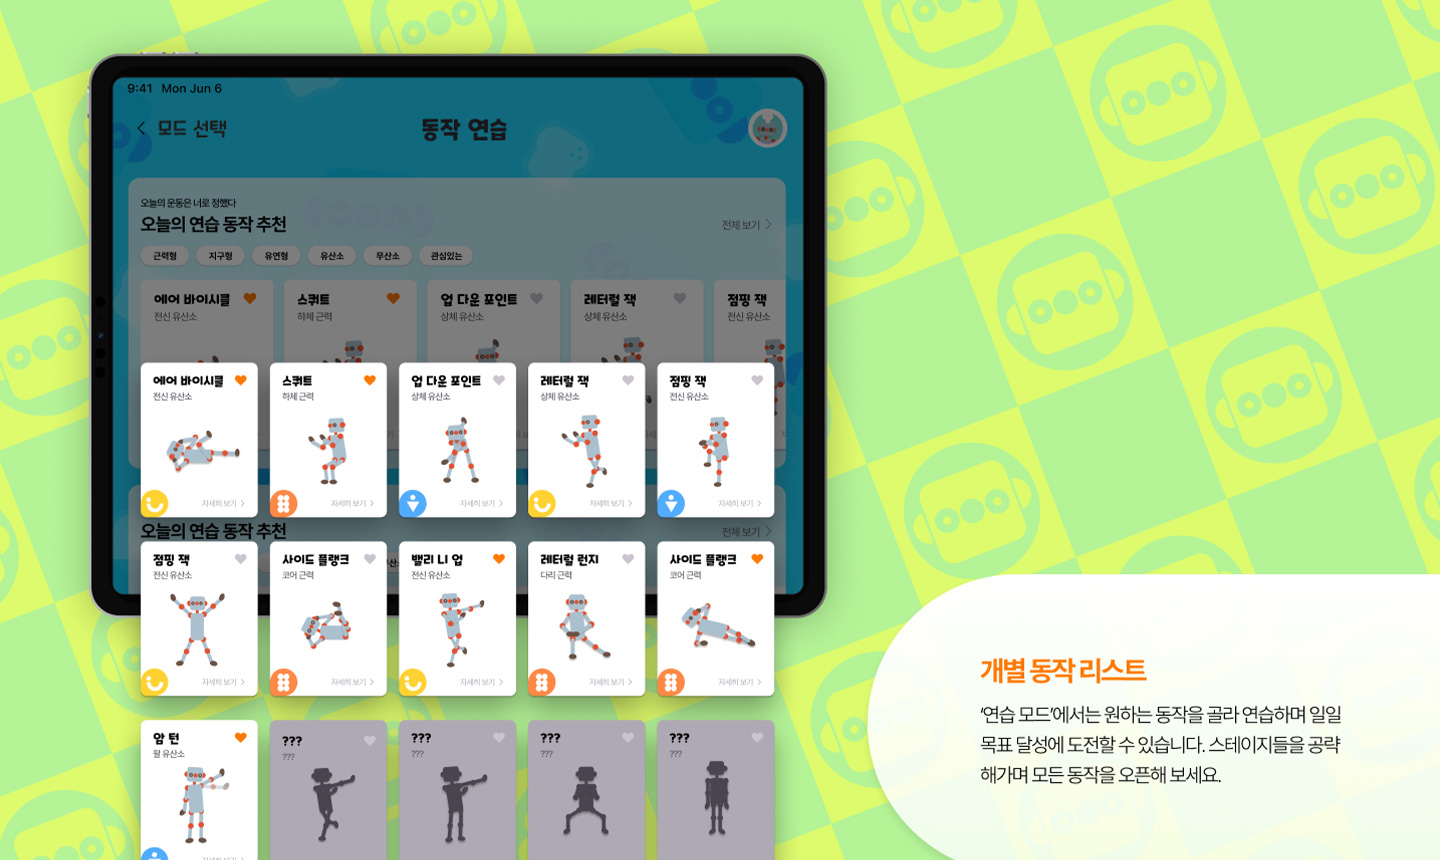 9:41 Mon Jun 6
모드 선택
동작 연습
오늘의 운동은 너로 정했다
오늘의 연습 동작 추천
전체 보기
근력형 지구형 유연형 유산소 무산소 관심있는
에어 바이시클 스쿼트 업 다운 포인트 레터럴 잭 점핑 잭
전신 유산소 하체 근력 상체 유산소 상체 유산소 전신 유산소
에어 바이시클 스쿼트 업 다운 포인트 레터럴 잭 점핑 잭
전신 유산소 하체 근력 상체 유산소 상체 유산소 전신 유산소
자세히 보기 자세히 보기 자세히 보기 자세히 보기 자세히 보기
오늘의 연습 동작 추천
전체 보기
점핑 잭 사이드 플랭크 밸리 니 업 레터럴 런지 사이드 플랭크
전신 유산소 코어 근력 전신 유산소 다리 근력 코어 근력
자세히 보기 자세히 보기 자세히 보기 자세히 보기 자세히 보기
암 턴 ??? ??? ??? ???
팔 유산소 ??? ??? ??? ???
개별 동작 리스트
‘연습 모드’에서는 원하는 동작을 골라 연습하며 일일
목표 달성에 도전할 수 있습니다. 스테이지들을 공략
해가며 모든 동작을 오픈해 보세요.